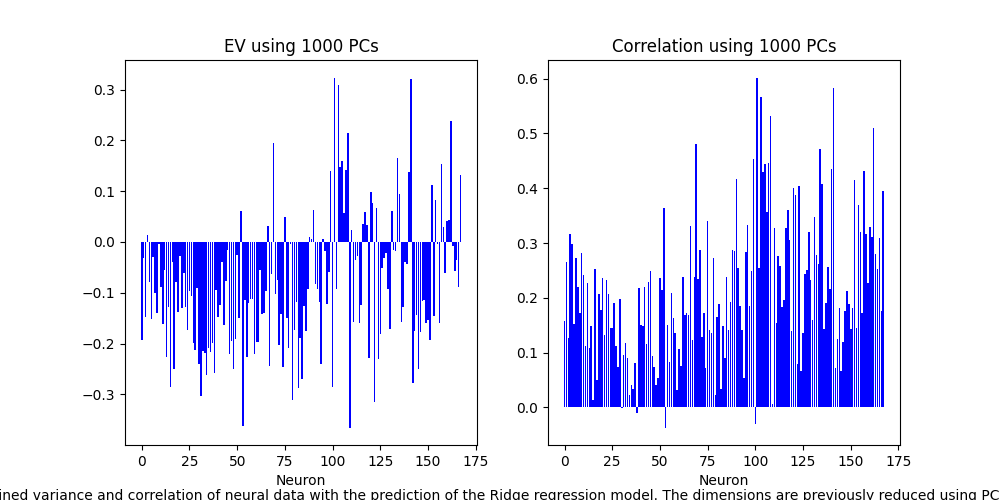 EV using 1000 PCs
Correlation using 1000 PCs
0.3
0.2
0.1
0.0
−0.1
−0.2
−0.3
0.6
0.5
0.4
0.3
0.2
0.1
0.0
0 25 50 75 100 125 150 175
0 25 50 75 100 125 150 175
Neuron
Neuron
ined variance and correlation of neural data with the prediction of the Ridge regression model. The dimensions are previously reduced using PC